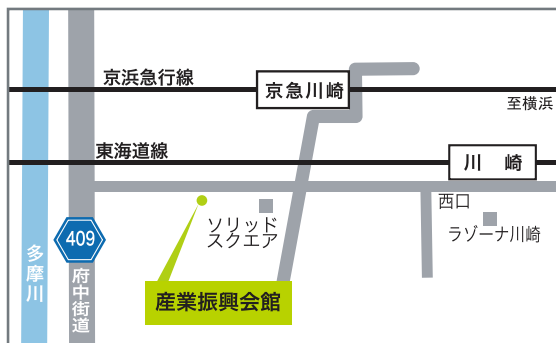 京浜急行線
京急川崎
至横浜
東海道線
川 崎
西口
ラゾーナ川崎
ソリッド
スクエア
409
多摩川
府中街道
産業振興会館